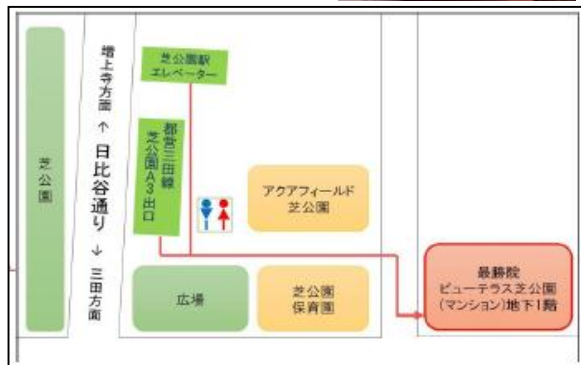 芝公園
増上寺方面
↑
日比谷通り
↓
三田方面
芝公園駅
エレベーター
都営三田線
芝公園A3出口
アクアフィールド
芝公園
広場
芝公園
保育園
最勝院
ビューテラス芝公園
(マンション)地下1階